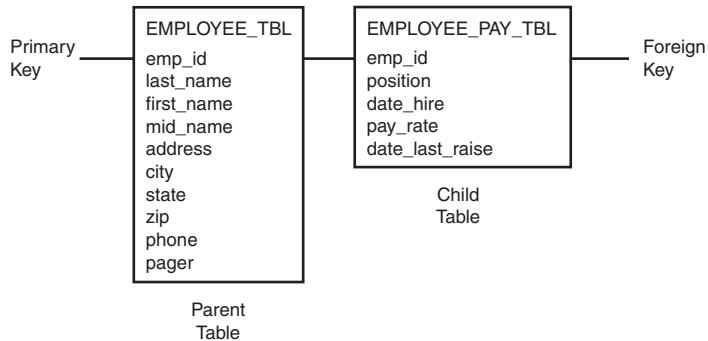 Primary
Key
EMPLOYEE_TBL
emp_id
last_name
first_name
mid_name
address
city
state
zip
phone
pager
Parent
Table
EMPLOYEE_PAY_TBL
emp_id
position
date_hire
pay_rate
date_last_raise
Child
Table
Foreign
Key